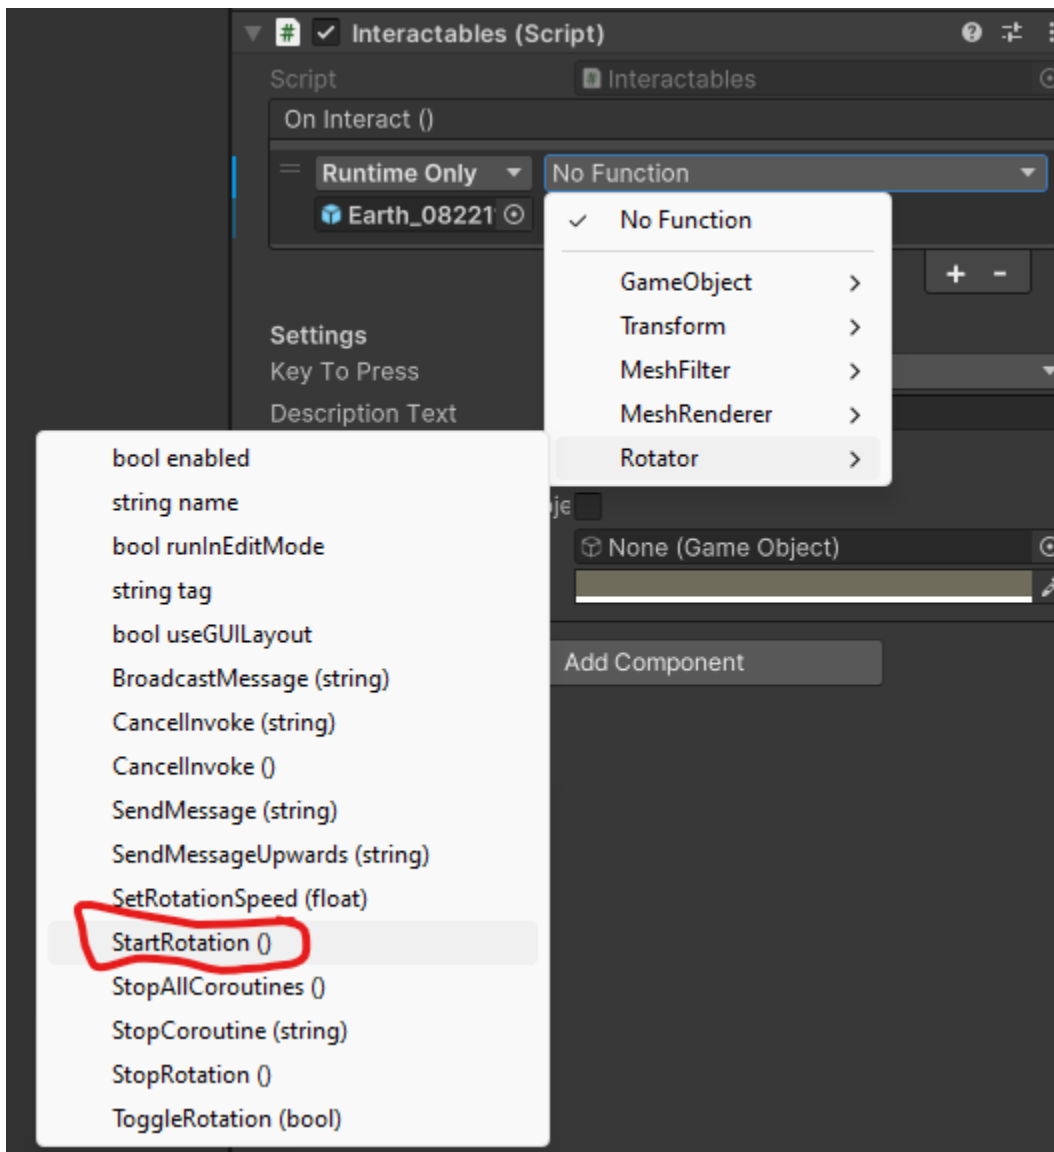 Interactables (Script)
Script Interactables
On Interact ()
Runtime Only No Function
Earth_08221
No Function
GameObject
Transform
MeshFilter
MeshRenderer
Rotator
+ -
Settings
Key To Press
Description Text
None (Game Object)
Add Component
bool enabled
string name
bool runInEditMode
string tag
bool useGUILayout
BroadcastMessage (string)
CancelInvoke (string)
CancelInvoke ()
SendMessage (string)
SendMessageUpwards (string)
SetRotationSpeed (float)
StartRotation ()
StopAllCoroutines ()
StopCoroutine (string)
StopRotation ()
ToggleRotation (bool)